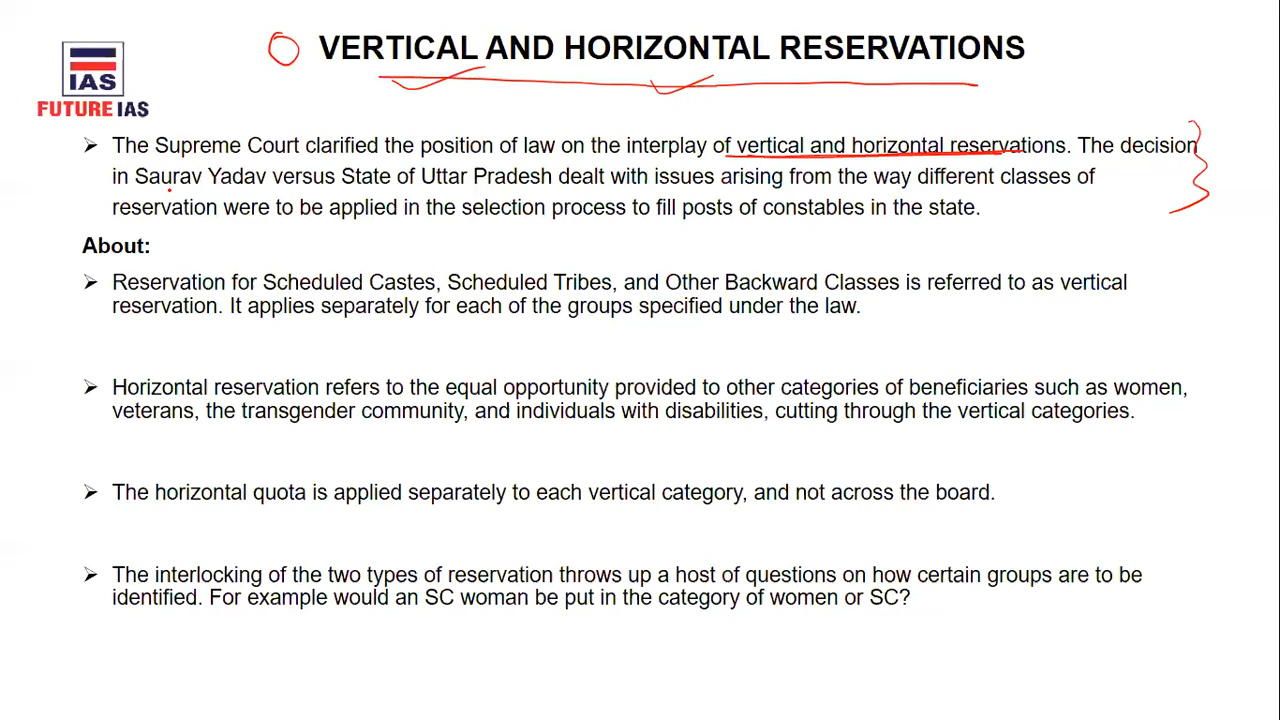 VERTICAL AND HORIZONTAL RESERVATIONS
IAS
FUTURE IAS
➢ The Supreme Court clarified the position of law on the interplay of vertical and horizontal reservations. The decision
in Saurav Yadav versus State of Uttar Pradesh dealt with issues arising from the way different classes of
reservation were to be applied in the selection process to fill posts of constables in the state.
About:
➢ Reservation for Scheduled Castes, Scheduled Tribes, and Other Backward Classes is referred to as vertical
reservation. It applies separately for each of the groups specified under the law.
➢ Horizontal reservation refers to the equal opportunity provided to other categories of beneficiaries such as women,
veterans, the transgender community, and individuals with disabilities, cutting through the vertical categories.
➢ The horizontal quota is applied separately to each vertical category, and not across the board.
➢ The interlocking of the two types of reservation throws up a host of questions on how certain groups are to be
identified. For example would an SC woman be put in the category of women or SC?